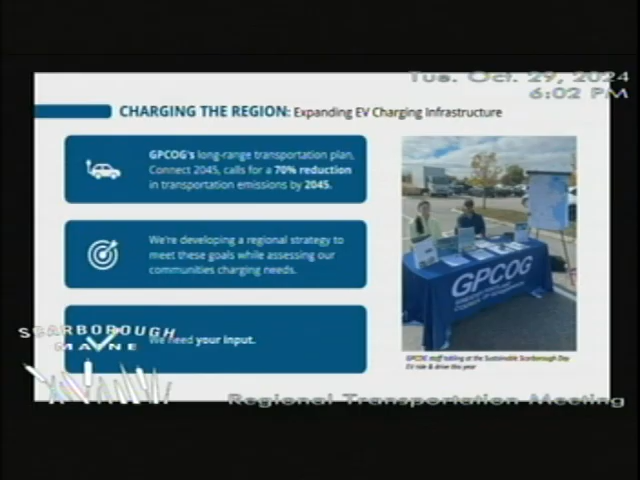 Tue. Oct. 29, 2024
6:02 PM
CHARGING THE REGION: Expanding EV Charging Infrastructure
GPCOG's long-range transportation plan,
Connect 2045, calls for a 70% reduction
in transportation emissions by 2045.
We're developing a regional strategy to
meet these goals while assessing our
communities charging needs.
We need your input.
GPCOG
GPCOG staff tabling at the Sustainable Scarborough Day
EV ride & drive this year
SCARBOROUGH
MAINE
Regional Transportation Meeting